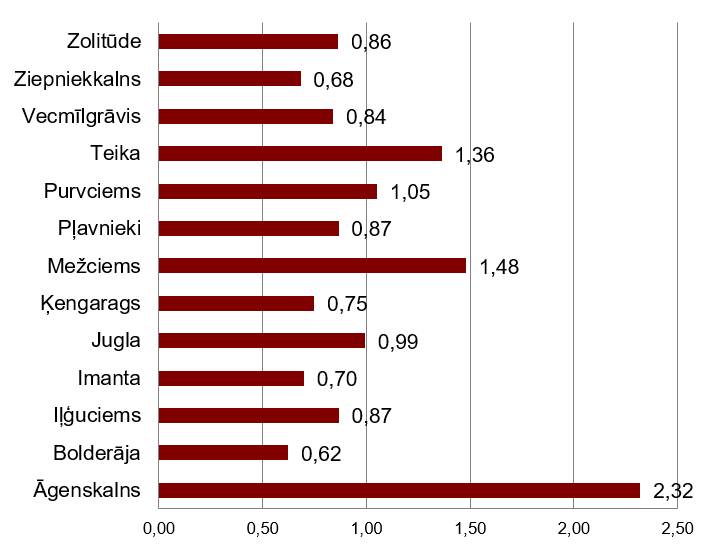 Zolitūde 0,86
Ziepniekkalns 0,68
Vecmīlgrāvis 0,84
Teika 1,36
Purvciems 1,05
Pļavnieki 0,87
Mežciems 1,48
Ķengarags 0,75
Jugla 0,99
Imanta 0,70
Iļģuciems 0,87
Bolderāja 0,62
Āgenskalns 2,32
0,00 0,50 1,00 1,50 2,00 2,50